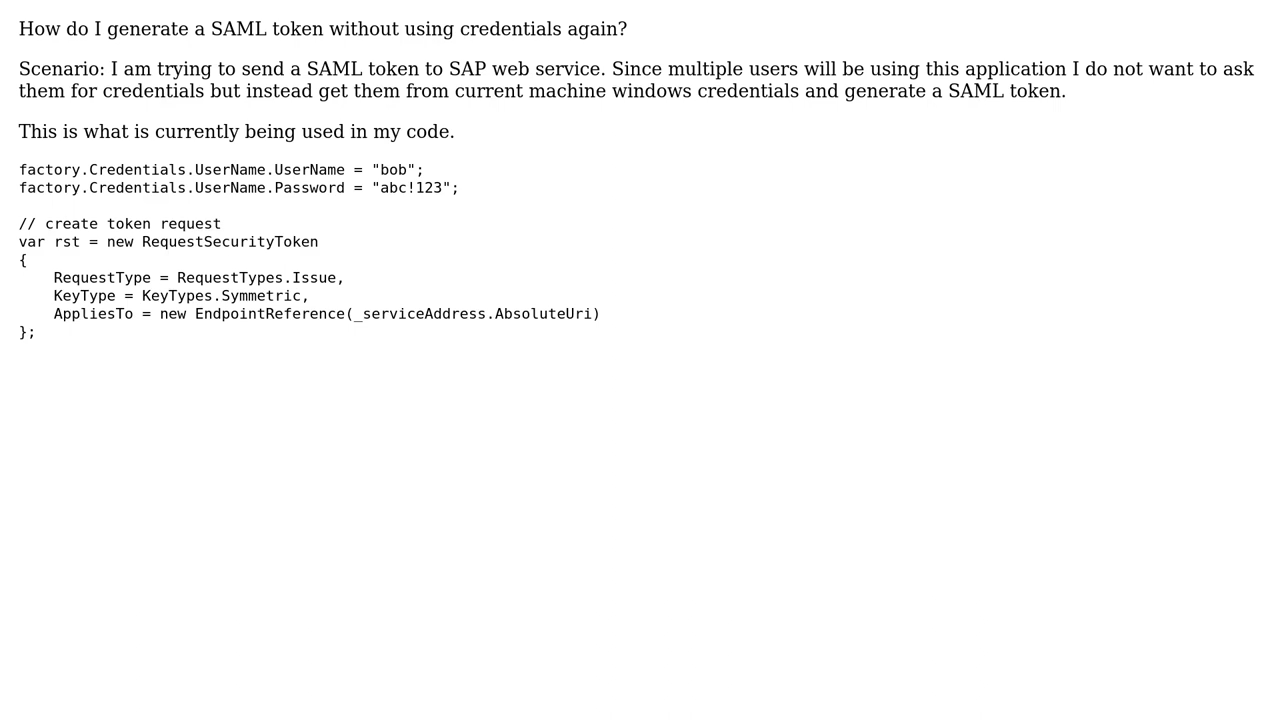 How do I generate a SAML token without using credentials again?
Scenario: I am trying to send a SAML token to SAP web service. Since multiple users will be using this application I do not want to ask
them for credentials but instead get them from current machine windows credentials and generate a SAML token.
This is what is currently being used in my code.
factory.Credentials.UserName.UserName = "bob";
factory.Credentials.UserName.Password = "abc!123";
// create token request
var rst = new RequestSecurityToken
{
    RequestType = RequestTypes.Issue,
    KeyType = KeyTypes.Symmetric,
    AppliesTo = new EndpointReference(_serviceAddress.AbsoluteUri)
};